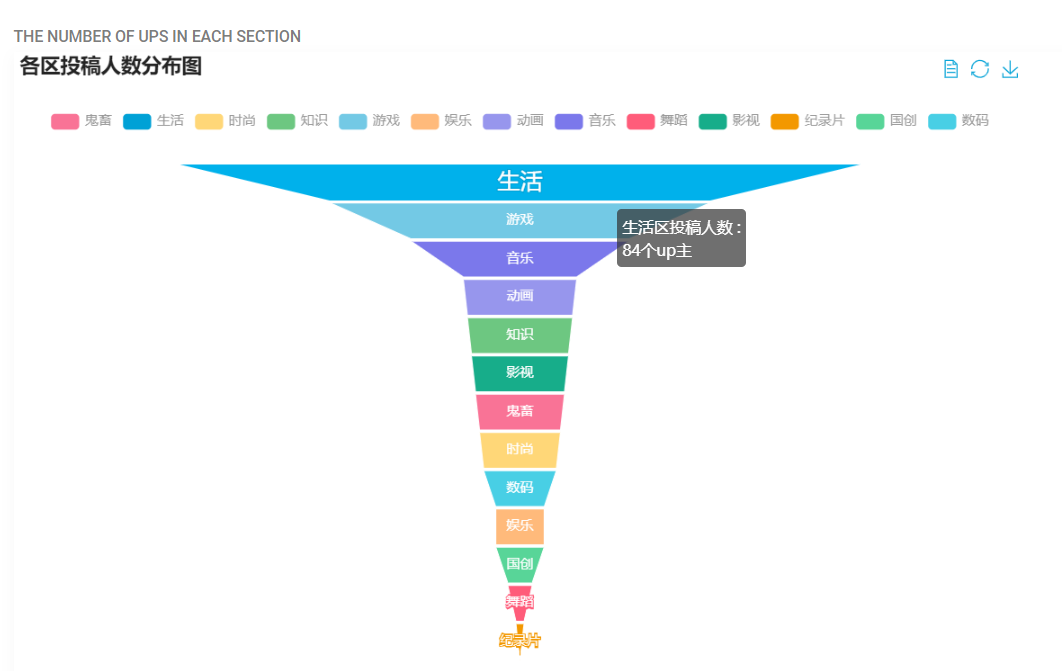 THE NUMBER OF UPS IN EACH SECTION
各区投稿人数分布图
鬼畜 生活 时尚 知识 游戏 娱乐 动画 音乐 舞蹈 影视 纪录片 国创 数码
生活
游戏
生活区投稿人数 :
84个up主
音乐
动画
知识
影视
鬼畜
时尚
数码
娱乐
国创
舞蹈
纪录片